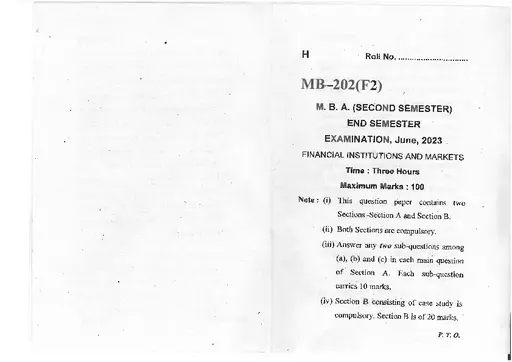 H Roll No. ..............................
MB–202(F2)
M. B. A. (SECOND SEMESTER)
END SEMESTER
EXAMINATION, June, 2023
FINANCIAL INSTITUTIONS AND MARKETS
Time : Three Hours
Maximum Marks : 100
Note : (i) This question paper contains two
Sections–Section A and Section B.
(ii) Both Sections are compulsory.
(iii) Answer any two sub-questions among
(a), (b) and (c) in each main question
of Section A. Each sub-question
carries 10 marks.
(iv) Section B consisting of case study is
compulsory. Section B is of 20 marks.
P. T. O.